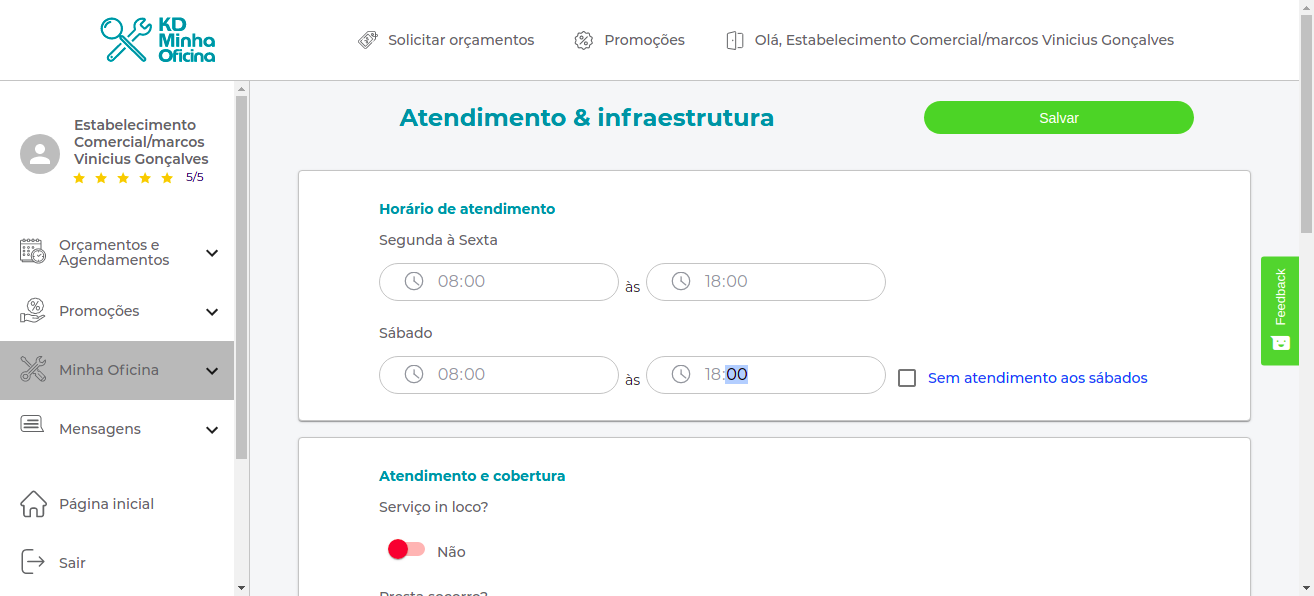 KD
Minha
Oficina
Solicitar orçamentos
Promoções
Olá, Estabelecimento Comercial/marcos Vinicius Gonçalves
Estabelecimento
Comercial/marcos
Vinicius Gonçalves
5/5
Orçamentos e
Agendamentos
Promoções
Minha Oficina
Mensagens
Página inicial
Sair
Atendimento & infraestrutura
Salvar
Horário de atendimento
Segunda à Sexta
08:00 às 18:00
Sábado
08:00 às 18:00
Sem atendimento aos sábados
Atendimento e cobertura
Serviço in loco?
Não
Presta socorro?
Feedback